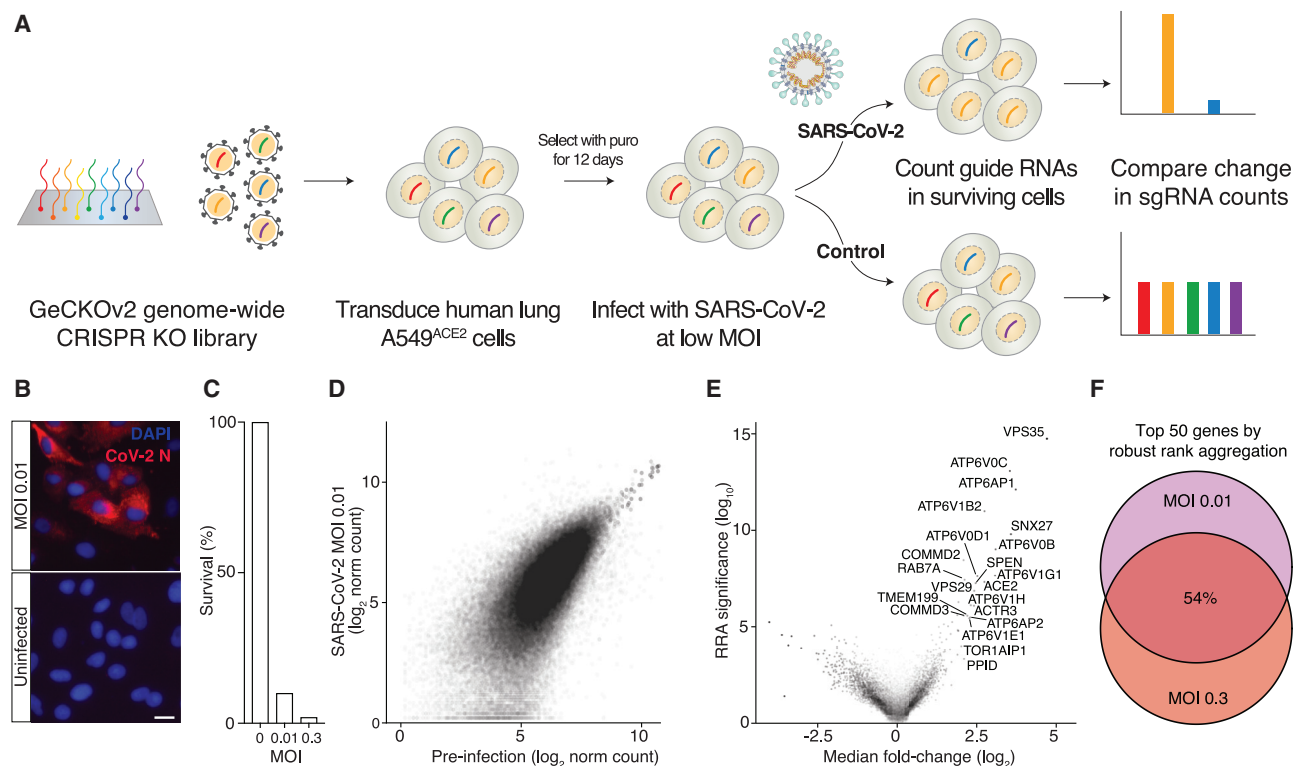 A
Select with puro
for 12 days
SARS-CoV-2
Control
Count guide RNAs
in surviving cells
Compare change
in sgRNA counts
GeCKOv2 genome-wide
CRISPR KO library
Transduce human lung
A549ACE2 cells
Infect with SARS-CoV-2
at low MOI
B
MOI 0.01
DAPI
CoV-2 N
Uninfected
C
Survival (%)
100
50
0
0 0.01 0.3
MOI
D
SARS-CoV-2 MOI 0.01
(log2 norm count)
10
5
0
0 5 10
Pre-infection (log2 norm count)
E
RRA significance (log10)
15
10
5
0
-2.5 0 2.5 5
Median fold-change (log2)
VPS35
ATP6V0C
ATP6AP1
ATP6V1B2
SNX27
ATP6V0D1
ATP6V0B
COMMD2
SPEN
RAB7A
ATP6V1G1
VPS29
ACE2
TMEM199
ATP6V1H
COMMD3
ACTR3
ATP6AP2
ATP6V1E1
TOR1AIP1
PPID
F
Top 50 genes by
robust rank aggregation
MOI 0.01
54%
MOI 0.3